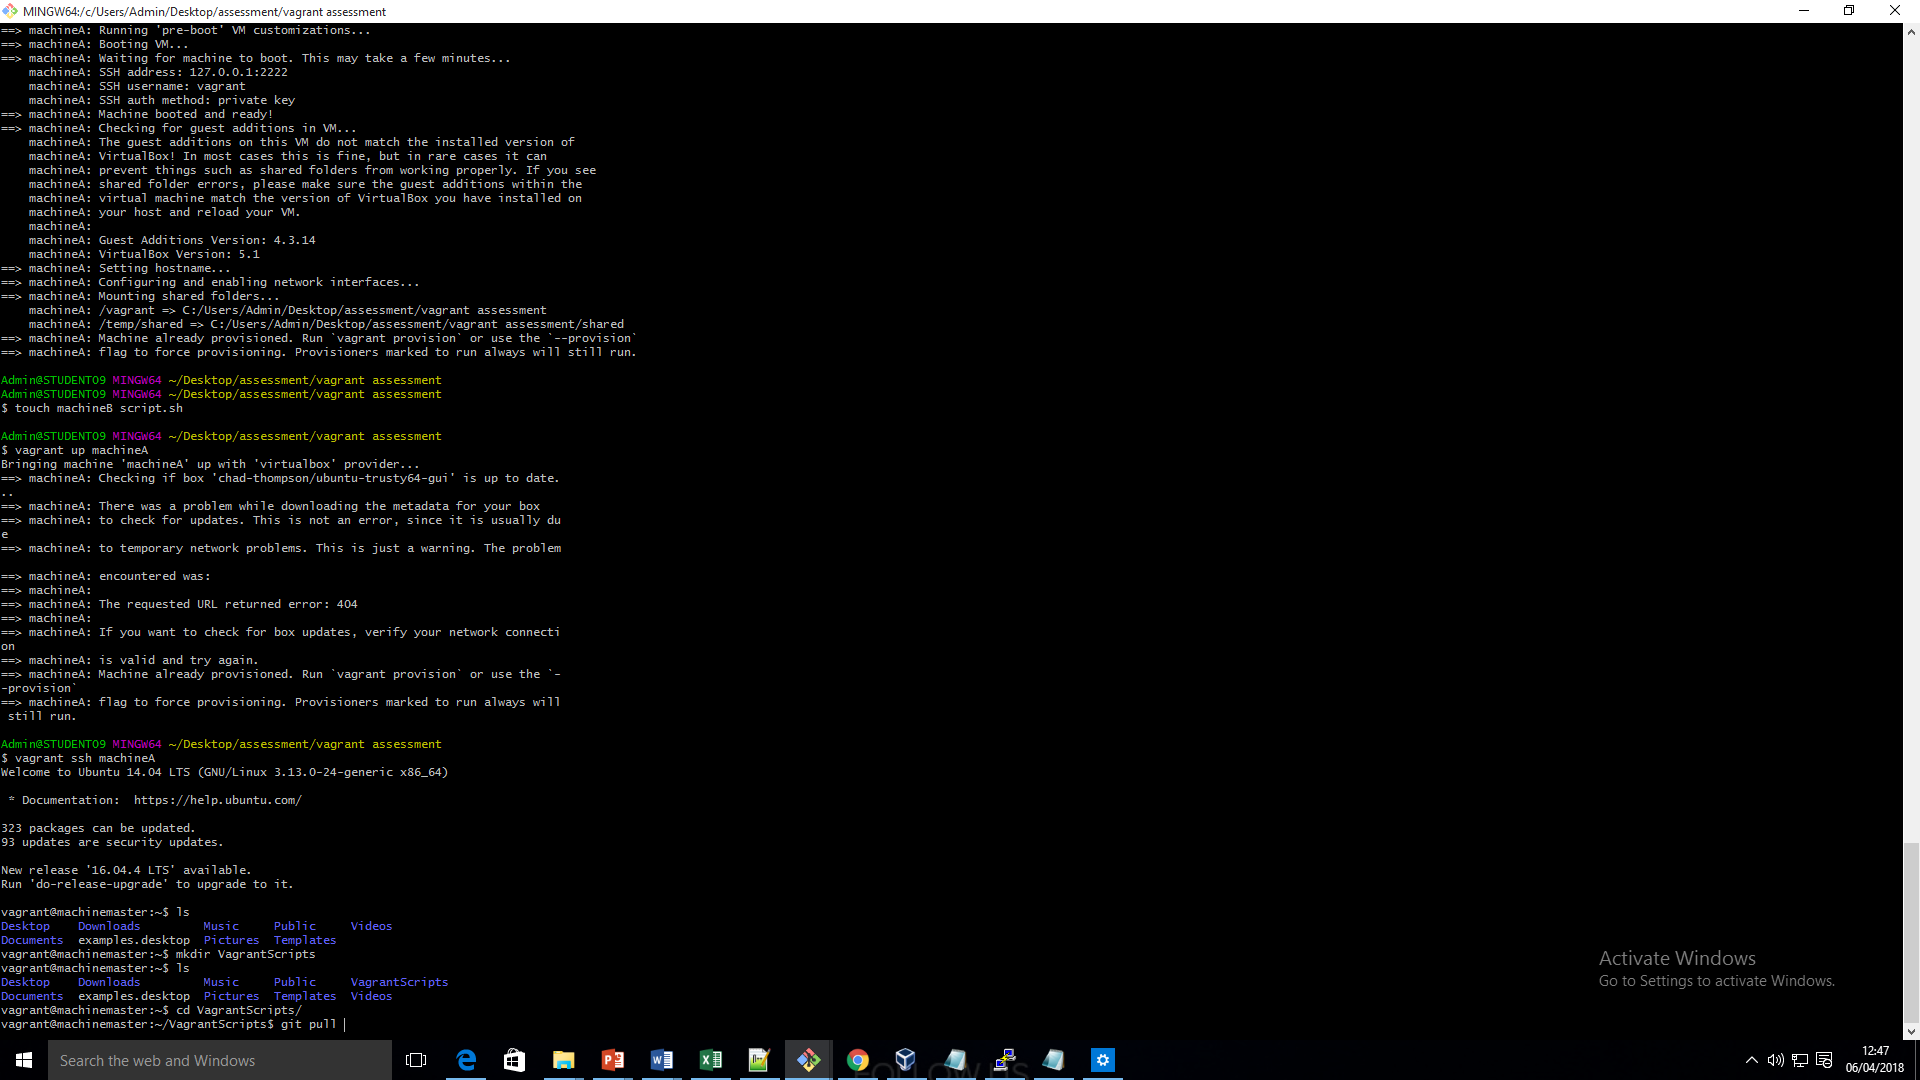 MINGW64:/c/Users/Admin/Desktop/assessment/vagrant assessment
==> machineA: Running 'pre-boot' VM customizations...
==> machineA: Booting VM...
==> machineA: Waiting for machine to boot. This may take a few minutes...
    machineA: SSH address: 127.0.0.1:2222
    machineA: SSH username: vagrant
    machineA: SSH auth method: private key
==> machineA: Machine booted and ready!
==> machineA: Checking for guest additions in VM...
    machineA: The guest additions on this VM do not match the installed version of
    machineA: VirtualBox! In most cases this is fine, but in rare cases it can
    machineA: prevent things such as shared folders from working properly. If you see
    machineA: shared folder errors, please make sure the guest additions within the
    machineA: virtual machine match the version of VirtualBox you have installed on
    machineA: your host and reload your VM.
    machineA:
    machineA: Guest Additions Version: 4.3.14
    machineA: VirtualBox Version: 5.1
==> machineA: Setting hostname...
==> machineA: Configuring and enabling network interfaces...
==> machineA: Mounting shared folders...
    machineA: /vagrant => C:/Users/Admin/Desktop/assessment/vagrant assessment
    machineA: /temp/shared => C:/Users/Admin/Desktop/assessment/vagrant assessment/shared
==> machineA: Machine already provisioned. Run `vagrant provision` or use the `--provision`
==> machineA: flag to force provisioning. Provisioners marked to run always will still run.
Admin@STUDENT09 MINGW64 ~/Desktop/assessment/vagrant assessment
Admin@STUDENT09 MINGW64 ~/Desktop/assessment/vagrant assessment
$ touch machineB script.sh
Admin@STUDENT09 MINGW64 ~/Desktop/assessment/vagrant assessment
$ vagrant up machineA
Bringing machine 'machineA' up with 'virtualbox' provider...
==> machineA: Checking if box 'chad-thompson/ubuntu-trusty64-gui' is up to date.
..
==> machineA: There was a problem while downloading the metadata for your box
==> machineA: to check for updates. This is not an error, since it is usually du
e
==> machineA: to temporary network problems. This is just a warning. The problem
==> machineA: encountered was:
==> machineA:
==> machineA: The requested URL returned error: 404
==> machineA:
==> machineA: If you want to check for box updates, verify your network connecti
on
==> machineA: is valid and try again.
==> machineA: Machine already provisioned. Run `vagrant provision` or use the `-
-provision`
==> machineA: flag to force provisioning. Provisioners marked to run always will
 still run.
Admin@STUDENT09 MINGW64 ~/Desktop/assessment/vagrant assessment
$ vagrant ssh machineA
Welcome to Ubuntu 14.04 LTS (GNU/Linux 3.13.0-24-generic x86_64)
 * Documentation:  https://help.ubuntu.com/
323 packages can be updated.
93 updates are security updates.
New release '16.04.4 LTS' available.
Run 'do-release-upgrade' to upgrade to it.
vagrant@machinemaster:~$ ls
Desktop    Downloads         Music     Public     Videos
Documents  examples.desktop  Pictures  Templates
vagrant@machinemaster:~$ mkdir VagrantScripts
vagrant@machinemaster:~$ ls
Desktop    Downloads         Music     Public     VagrantScripts
Documents  examples.desktop  Pictures  Templates  Videos
vagrant@machinemaster:~$ cd VagrantScripts/
vagrant@machinemaster:~/VagrantScripts$ git pull
Activate Windows
Go to Settings to activate Windows.
Search the web and Windows
FOLLOW US
12:47
06/04/2018